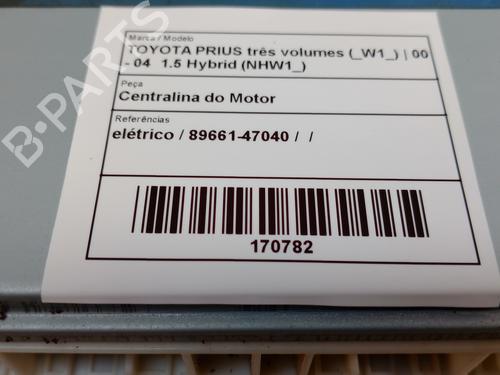 Marca / Modelo
TOYOTA PRIUS três volumes (_W1_) | 00
- 04 1.5 Hybrid (NHW1_)
Peça
Centralina do Motor
Referências
elétrico / 89661-47040 / /
170782
B-PARTS